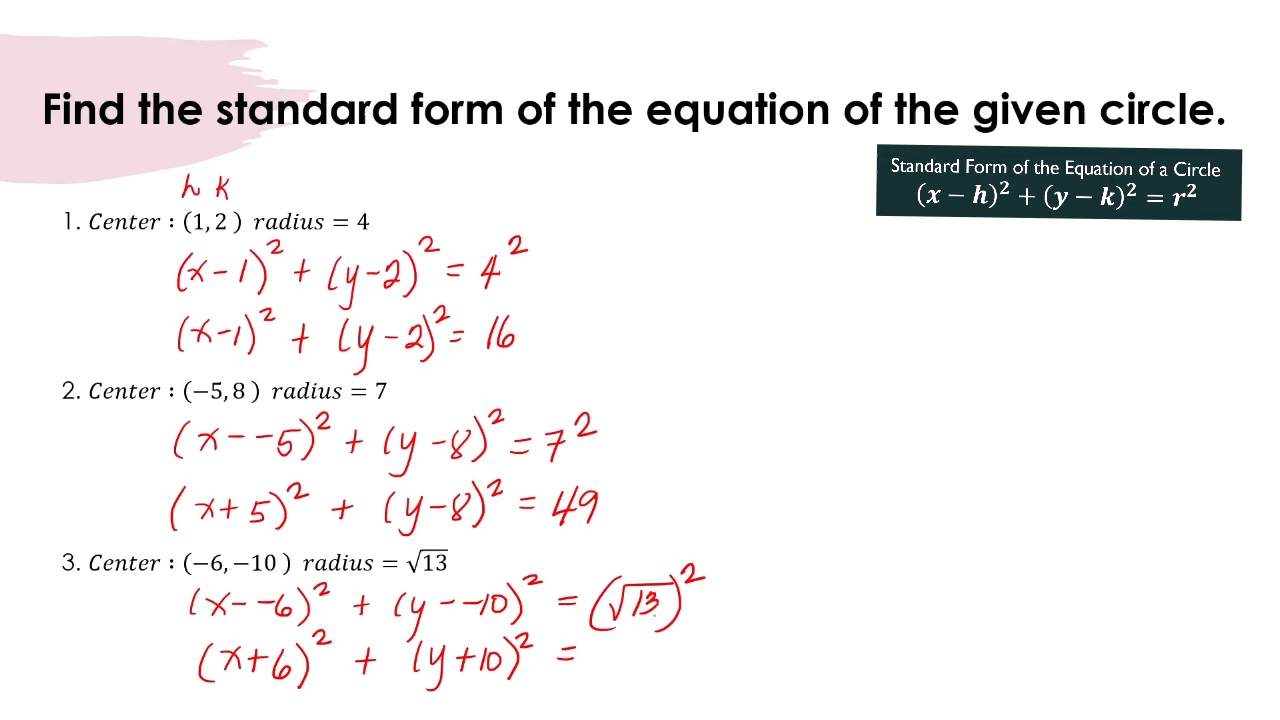 Find the standard form of the equation of the given circle.
Standard Form of the Equation of a Circle
(x − h)² + (y − k)² = r²
h k
1. Center : (1, 2 ) radius = 4
(x − 1)² + (y − 2)² = 4²
(x − 1)² + (y − 2)² = 16
2. Center : (−5, 8 ) radius = 7
(x − − 5)² + (y − 8)² = 7²
(x + 5)² + (y − 8)² = 49
3. Center : (−6, −10 ) radius = √13
(x − − 6)² + (y − − 10)² = (√13)²
(x + 6)² + (y + 10)² =